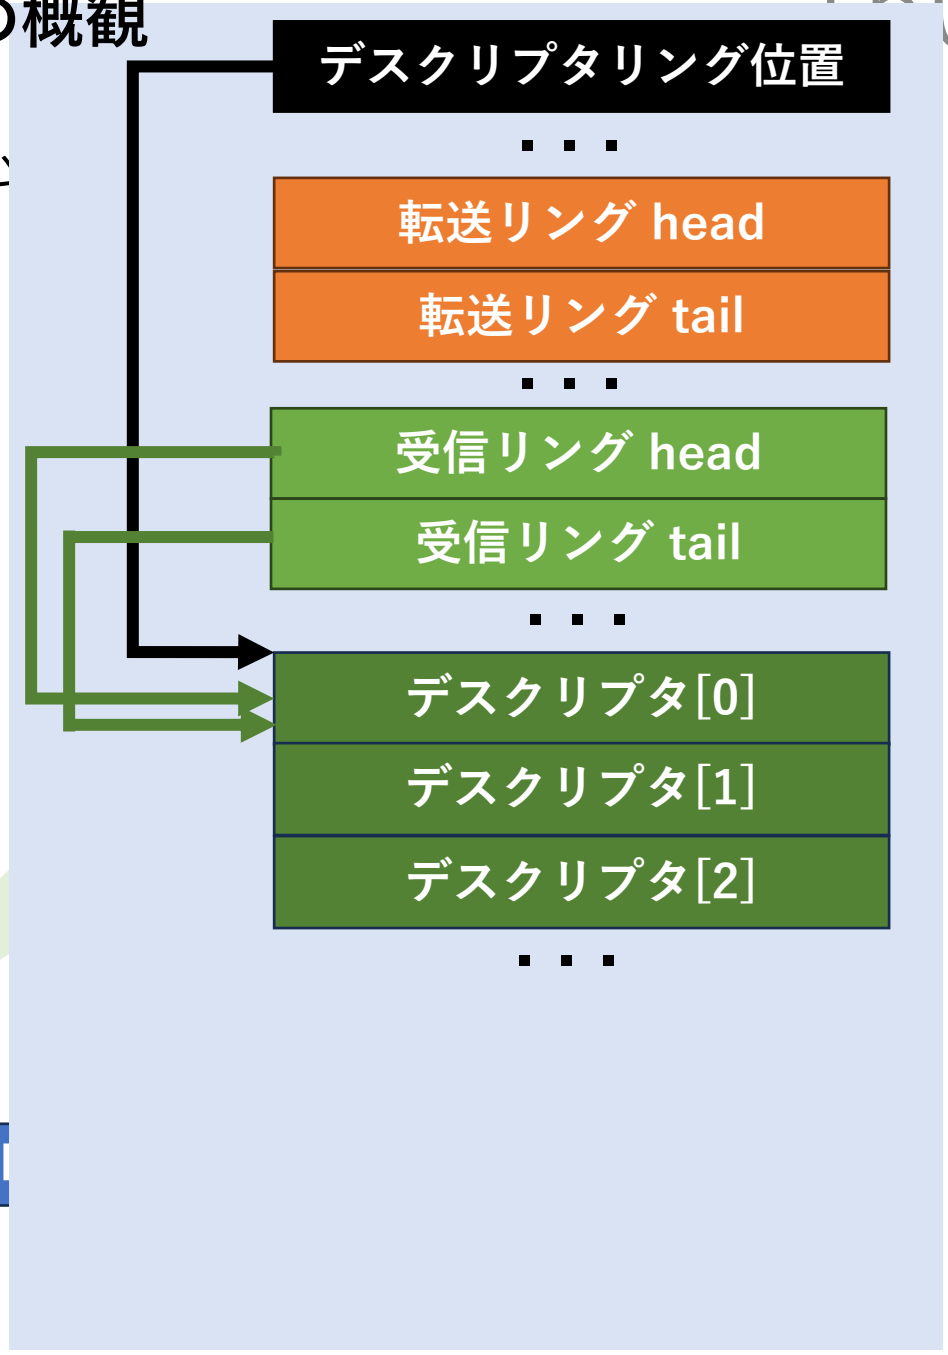 の概観
デスクリプタリング位置
・・・
転送リング head
転送リング tail
・・・
受信リング head
受信リング tail
・・・
デスクリプタ[0]
デスクリプタ[1]
デスクリプタ[2]
・・・